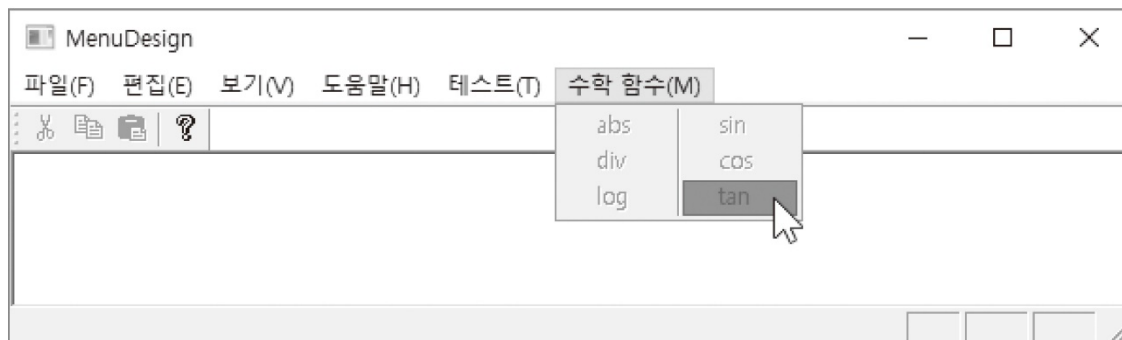 MenuDesign
파일(F) 편집(E) 보기(V) 도움말(H) 테스트(T) 수학 함수(M)
abs sin
div cos
log tan